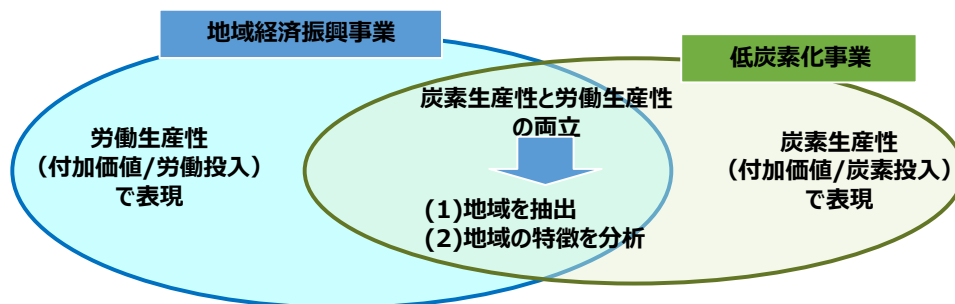 地域経済振興事業
低炭素化事業
炭素生産性と労働生産性
の両立
労働生産性
（付加価値/労働投入）
で表現
炭素生産性
（付加価値/炭素投入）
で表現
(1)地域を抽出
(2)地域の特徴を分析